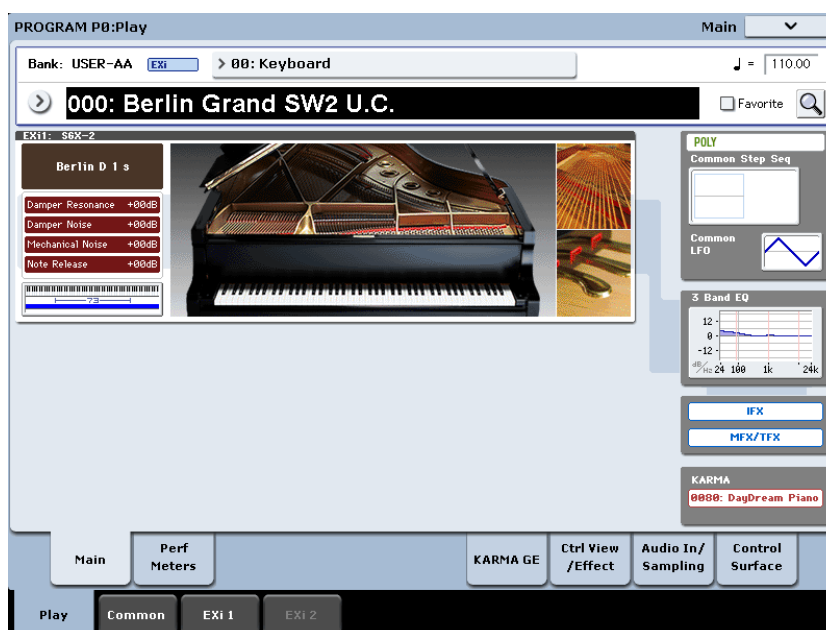 PROGRAM P0:Play
Main
Bank: USER-AA EXi > 00: Keyboard ♩ = 110.00
000: Berlin Grand SW2 U.C.
Favorite
EXi1: SGX-2
Berlin D 1 s
Damper Resonance +00dB
Damper Noise +00dB
Mechanical Noise +00dB
Note Release +00dB
73
POLY
Common Step Seq
Common
LFO
3 Band EQ
12
0
-12
dB/Hz 24 100 1k 24k
IFX
MFX/TFX
KARMA
0080: DayDream Piano
Main
Perf
Meters
KARMA GE
Ctrl View
/Effect
Audio In/
Sampling
Control
Surface
Play
Common
EXi 1
EXi 2